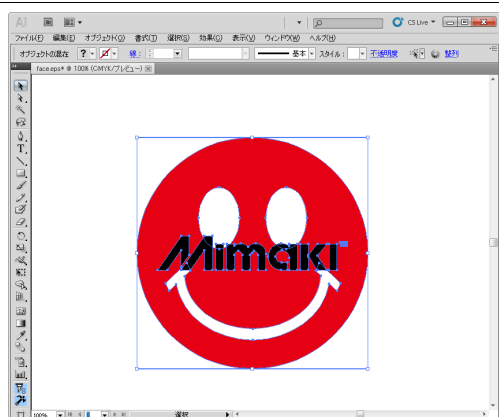 Ai
CS Live
ファイル(F) 編集(E) オブジェクト(O) 書式(T) 選択(S) 効果(C) 表示(V) ウィンドウ(W) ヘルプ(H)
オブジェクトの混在 ? 線: 基本 スタイル: 不透明度 整列
face.eps* @ 100% (CMYK/プレビュー)
Mimaki
100% 1 選択